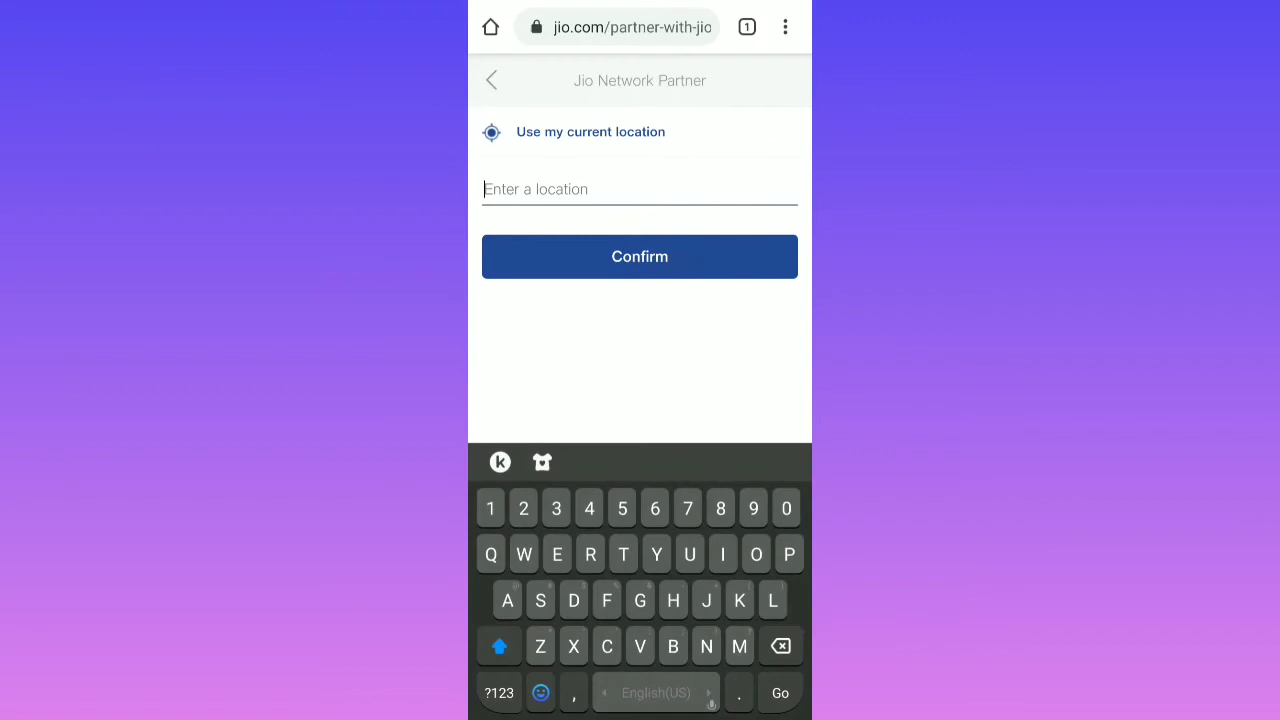 jio.com/partner-with-jio 1
Jio Network Partner
Use my current location
Enter a location
Confirm
k
1 2 3 4 5 6 7 8 9 0
Q W E R T Y U I O P
A S D F G H J K L
Z X C V B N M
?123 , English(US) . Go